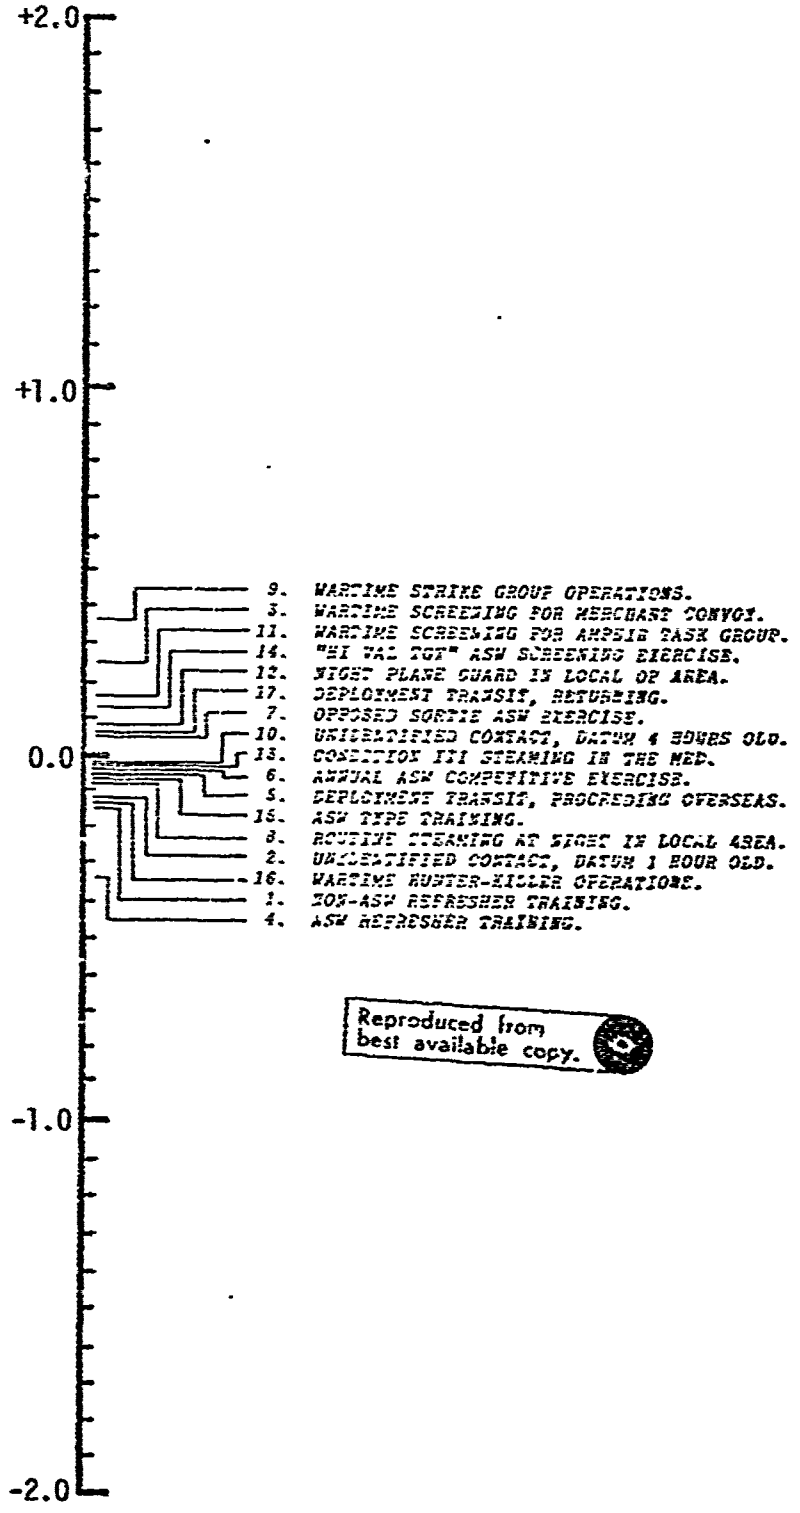 +2.0
+1.0
9. WARTIME STRIKE GROUP OPERATIONS.
3. WARTIME SCREENING FOR MERCHANT CONVOY.
11. WARTIME SCREENING FOR AMPHIB TASK GROUP.
14. "HI VAL TGT" ASW SCREENING EXERCISE.
12. NIGHT PLANE GUARD IN LOCAL OP AREA.
17. DEPLOYMENT TRANSIT, RETURNING.
7. OPPOSED SORTIE ASW EXERCISE.
10. UNIDENTIFIED CONTACT, DATUM 4 HOURS OLD.
0.0
13. CONDITION III STEAMING IN THE MED.
6. ANNUAL ASW COMPETITIVE EXERCISE.
5. DEPLOYMENT TRANSIT, PROCEEDING OVERSEAS.
15. ASW TYPE TRAINING.
8. ROUTINE STEAMING AT NIGHT IN LOCAL AREA.
2. UNIDENTIFIED CONTACT, DATUM 1 HOUR OLD.
16. WARTIME HUNTER-KILLER OPERATIONS.
1. NON-ASW REFRESHER TRAINING.
4. ASW REFRESHER TRAINING.
Reproduced from
best available copy.
-1.0
-2.0